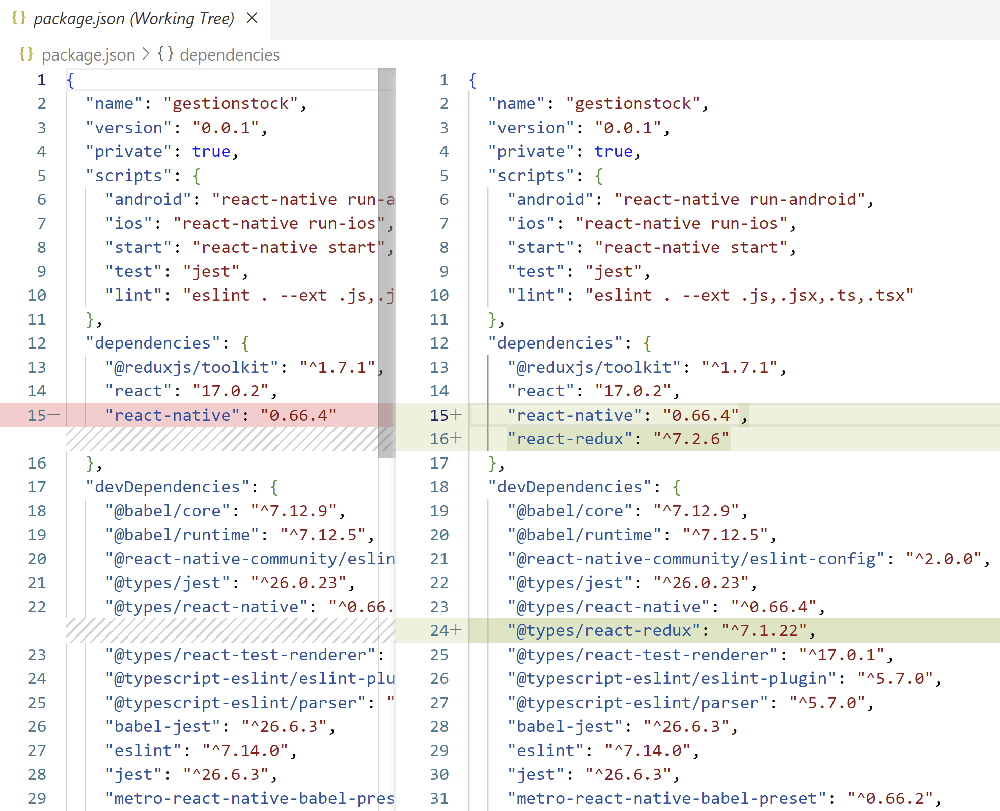 package.json (Working Tree)
package.json > {} dependencies
1 {
2   "name": "gestionstock",
3   "version": "0.0.1",
4   "private": true,
5   "scripts": {
6     "android": "react-native run-a
7     "ios": "react-native run-ios",
8     "start": "react-native start",
9     "test": "jest",
10     "lint": "eslint . --ext .js,.j
11   },
12   "dependencies": {
13     "@reduxjs/toolkit": "^1.7.1",
14     "react": "17.0.2",
15—     "react-native": "0.66.4"
16   },
17   "devDependencies": {
18     "@babel/core": "^7.12.9",
19     "@babel/runtime": "^7.12.5",
20     "@react-native-community/eslin
21     "@types/jest": "^26.0.23",
22     "@types/react-native": "^0.66.
23     "@types/react-test-renderer":
24     "@typescript-eslint/eslint-plu
25     "@typescript-eslint/parser": "
26     "babel-jest": "^26.6.3",
27     "eslint": "^7.14.0",
28     "jest": "^26.6.3",
29     "metro-react-native-babel-pres
1 {
2   "name": "gestionstock",
3   "version": "0.0.1",
4   "private": true,
5   "scripts": {
6     "android": "react-native run-android",
7     "ios": "react-native run-ios",
8     "start": "react-native start",
9     "test": "jest",
10     "lint": "eslint . --ext .js,.jsx,.ts,.tsx"
11   },
12   "dependencies": {
13     "@reduxjs/toolkit": "^1.7.1",
14     "react": "17.0.2",
15+     "react-native": "0.66.4",
16+     "react-redux": "^7.2.6"
17   },
18   "devDependencies": {
19     "@babel/core": "^7.12.9",
20     "@babel/runtime": "^7.12.5",
21     "@react-native-community/eslint-config": "^2.0.0",
22     "@types/jest": "^26.0.23",
23     "@types/react-native": "^0.66.4",
24+     "@types/react-redux": "^7.1.22",
25     "@types/react-test-renderer": "^17.0.1",
26     "@typescript-eslint/eslint-plugin": "^5.7.0",
27     "@typescript-eslint/parser": "^5.7.0",
28     "babel-jest": "^26.6.3",
29     "eslint": "^7.14.0",
30     "jest": "^26.6.3",
31     "metro-react-native-babel-preset": "^0.66.2",